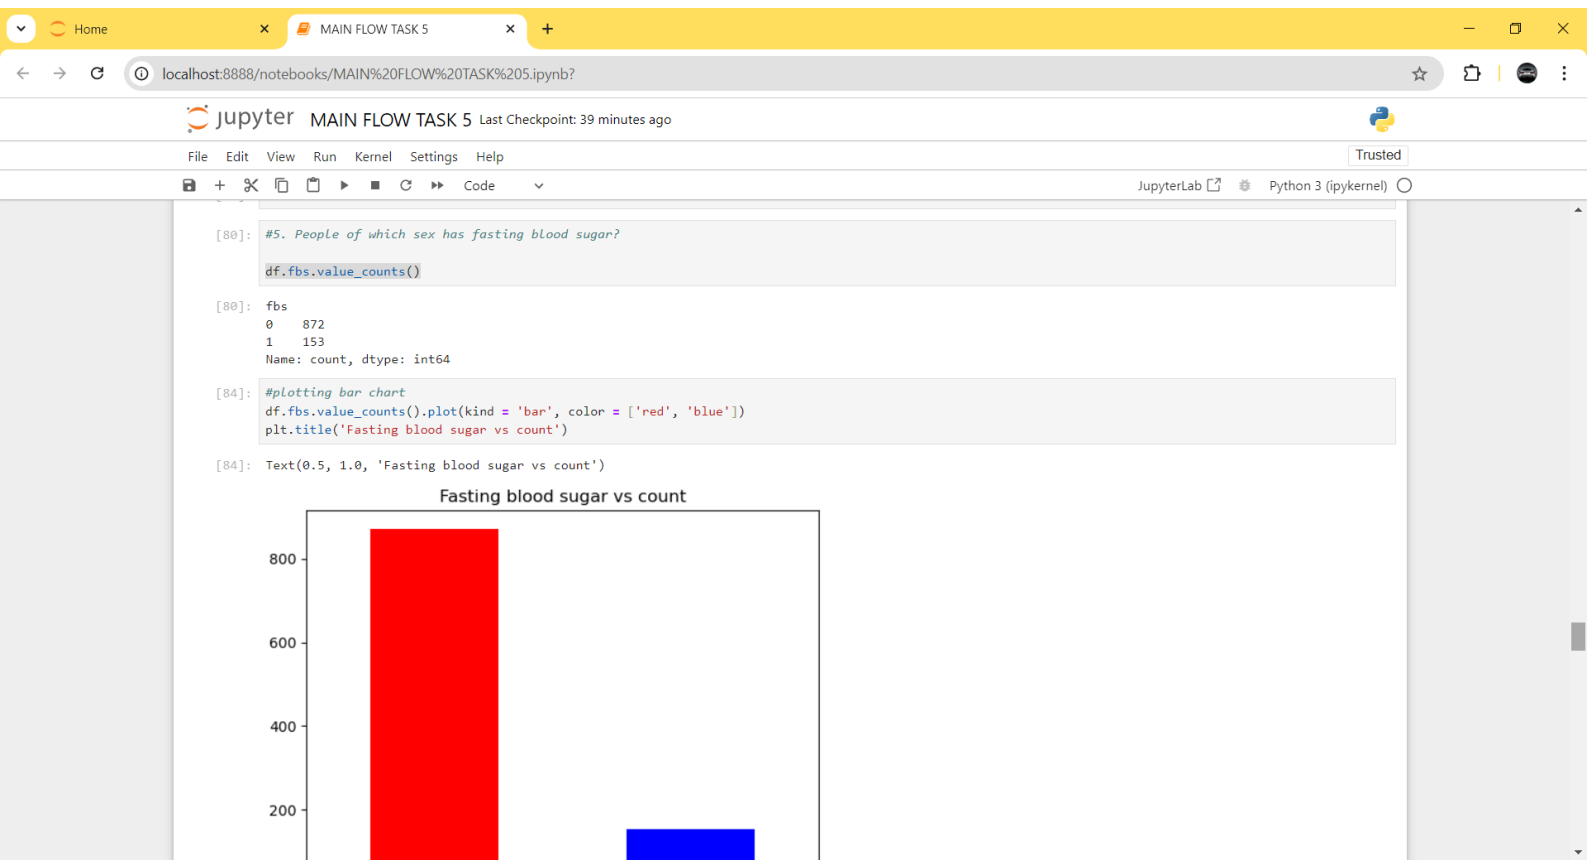 Home
MAIN FLOW TASK 5
localhost:8888/notebooks/MAIN%20FLOW%20TASK%205.ipynb?
jupyter MAIN FLOW TASK 5 Last Checkpoint: 39 minutes ago
File Edit View Run Kernel Settings Help
Trusted
Code
JupyterLab
Python 3 (ipykernel)
[80]: #5. People of which sex has fasting blood sugar?
df.fbs.value_counts()
[80]: fbs
0    872
1    153
Name: count, dtype: int64
[84]: #plotting bar chart
df.fbs.value_counts().plot(kind = 'bar', color = ['red', 'blue'])
plt.title('Fasting blood sugar vs count')
[84]: Text(0.5, 1.0, 'Fasting blood sugar vs count')
Fasting blood sugar vs count
800
600
400
200